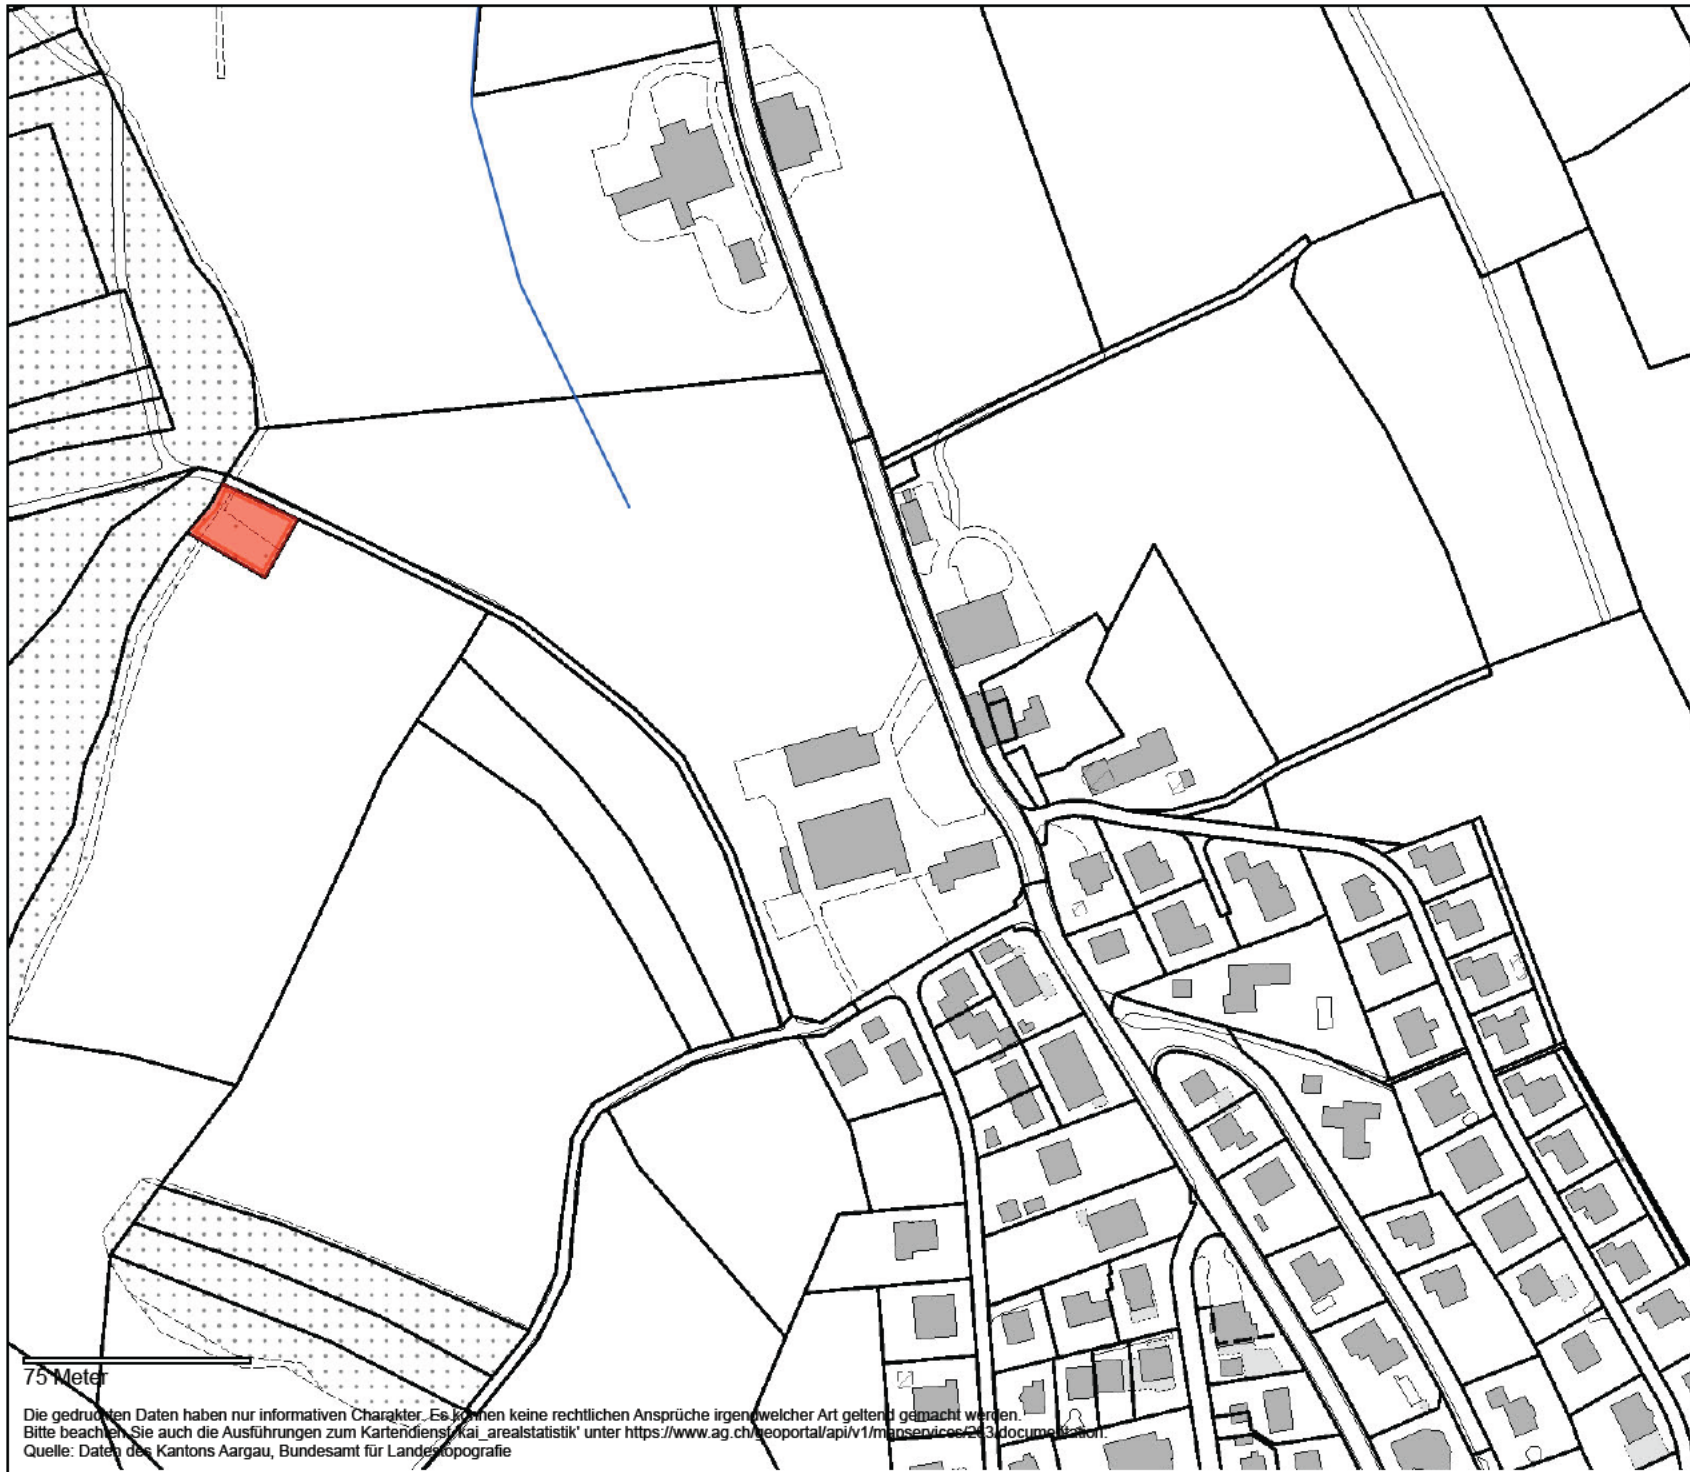 75 Meter
Die gedruckten Daten haben nur informativen Charakter. Es können keine rechtlichen Ansprüche irgendwelcher Art geltend gemacht werden.
Bitte beachten Sie auch die Ausführungen zum Kartendienst 'kai_arealstatistik' unter https://www.ag.ch/geoportal/api/v1/mapservices/263/documentation.
Quelle: Daten des Kantons Aargau, Bundesamt für Landestopografie